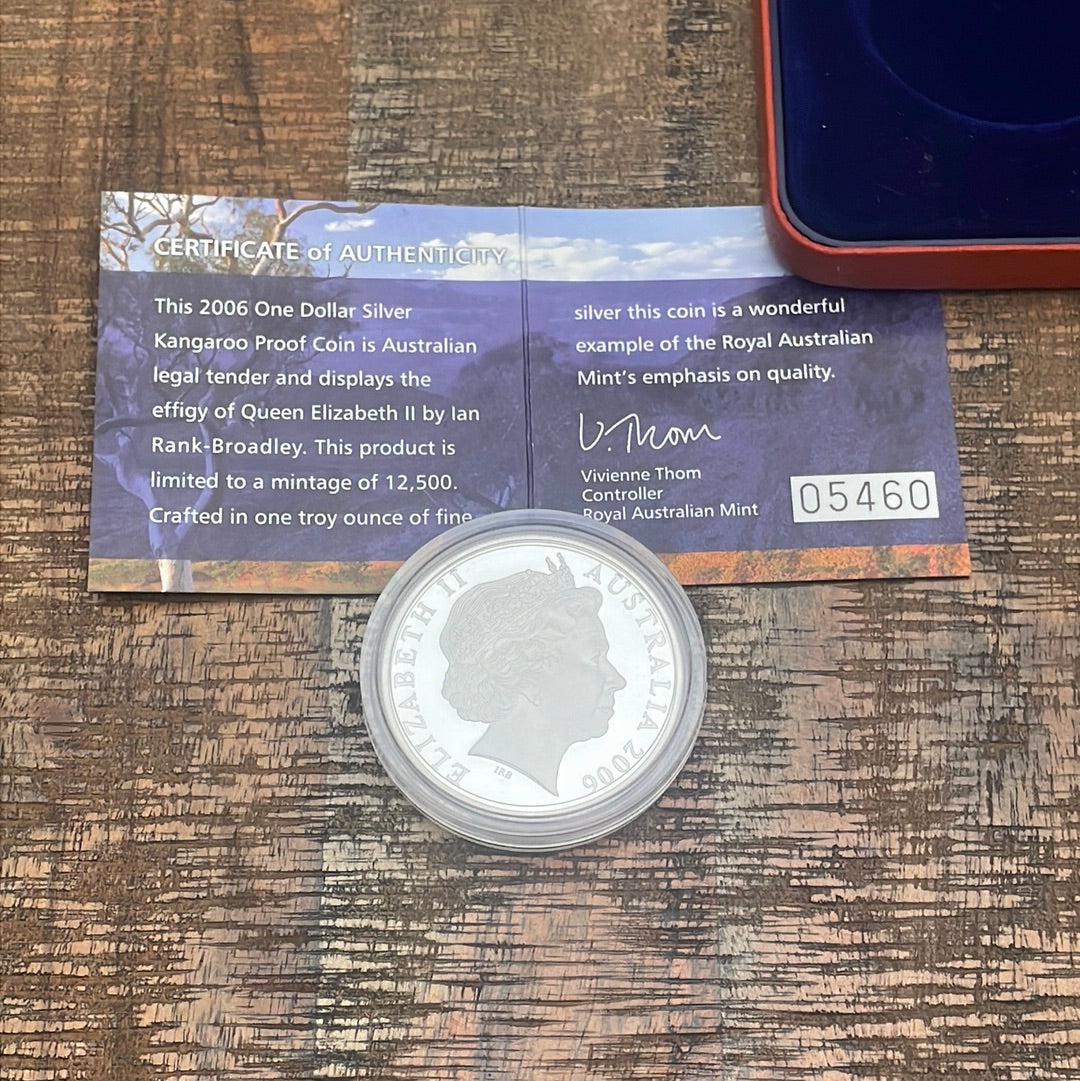 CERTIFICATE of AUTHENTICITY
This 2006 One Dollar Silver
Kangaroo Proof Coin is Australian
legal tender and displays the
effigy of Queen Elizabeth II by Ian
Rank-Broadley. This product is
limited to a mintage of 12,500.
Crafted in one troy ounce of fine
silver this coin is a wonderful
example of the Royal Australian
Mint's emphasis on quality.
V. Thom
Vivienne Thom
Controller
Royal Australian Mint
05460
ELIZABETH II
AUSTRALIA 2006
IRB